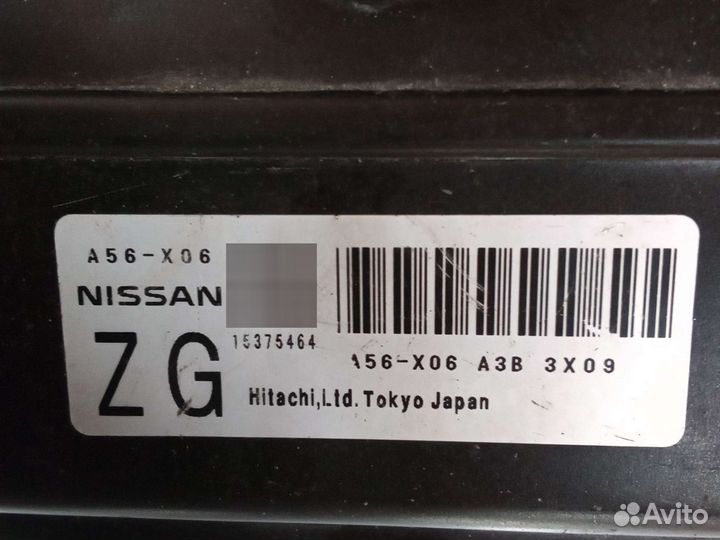 A56-X06
NISSAN
ZG
15375464
A56-X06 A3B 3X09
Hitachi,Ltd. Tokyo Japan
Avito